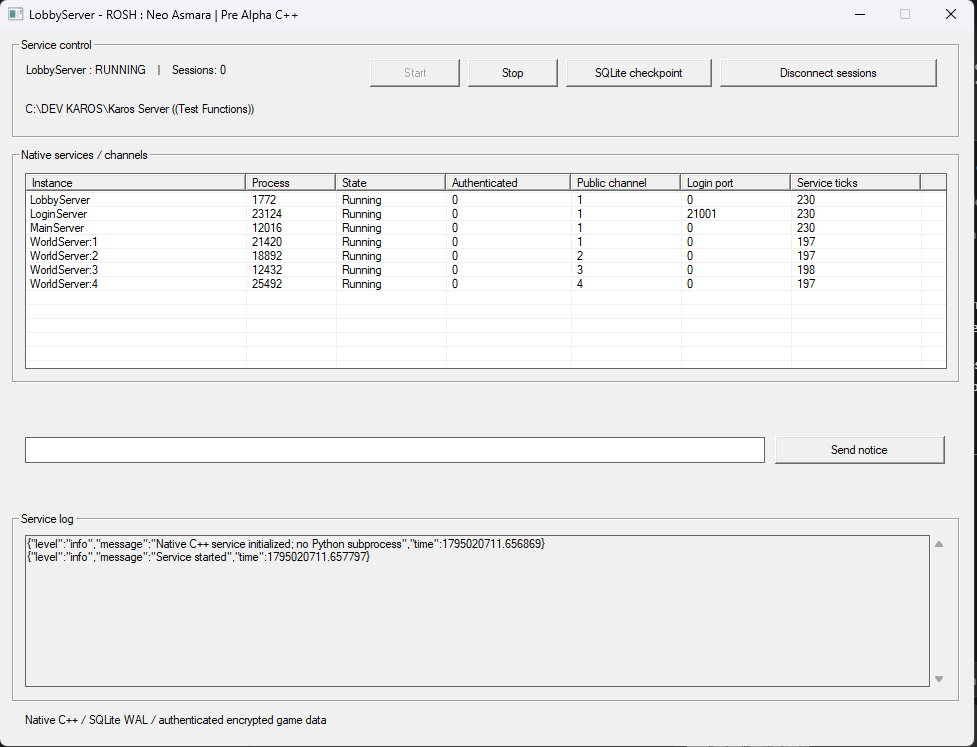 LobbyServer - ROSH : Neo Asmara | Pre Alpha C++
Service control
LobbyServer : RUNNING | Sessions: 0
Start
Stop
SQLite checkpoint
Disconnect sessions
C:\DEV KAROS\Karos Server ((Test Functions))
Native services / channels
Instance Process State Authenticated Public channel Login port Service ticks
LobbyServer 1772 Running 0 1 0 230
LoginServer 23124 Running 0 1 21001 230
MainServer 12016 Running 0 1 0 230
WorldServer:1 21420 Running 0 1 0 197
WorldServer:2 18892 Running 0 2 0 197
WorldServer:3 12432 Running 0 3 0 198
WorldServer:4 25492 Running 0 4 0 197
Send notice
Service log
{"level":"info","message":"Native C++ service initialized; no Python subprocess","time":1795020711.656869}
{"level":"info","message":"Service started","time":1795020711.657797}
Native C++ / SQLite WAL / authenticated encrypted game data